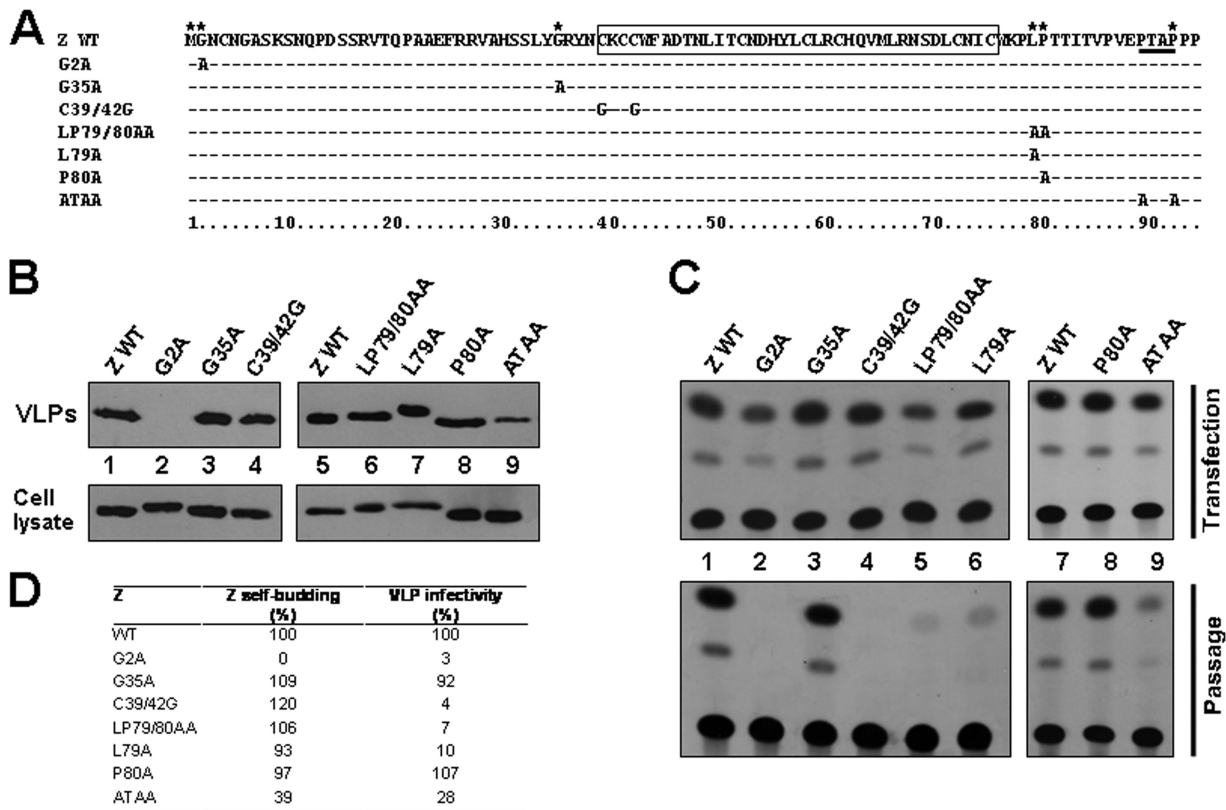 A
** * ** *
Z WT MGNCNGASKSNQPDSSRVTQPAAEFRRVAHSSLYGRYNCKCCWFADTNLITCNDHYLCLRCHQVMLRNSDLCNICWKPLPTTITVPVEPTAPPP
G2A -A--------------------------------------------------------------------------------------------
G35A ----------------------------------A-----------------------------------------------------------
C39/42G --------------------------------------G--G----------------------------------------------------
LP79/80AA ------------------------------------------------------------------------------AA--------------
L79A ------------------------------------------------------------------------------A---------------
P80A -------------------------------------------------------------------------------A--------------
ATAA ----------------------------------------------------------------------------------------A--A--
1.......10........20........30........40........50........60........70........80........90....
B
Z WT G2A G35A C39/42G Z WT LP79/80AA L79A P80A ATAA
VLPs
1 2 3 4 5 6 7 8 9
Cell
lysate
C
Z WT G2A G35A C39/42G LP79/80AA L79A Z WT P80A ATAA
Transfection
1 2 3 4 5 6 7 8 9
Passage
D
Z Z self-budding (%) VLP infectivity (%)
WT 100 100
G2A 0 3
G35A 109 92
C39/42G 120 4
LP79/80AA 106 7
L79A 93 10
P80A 97 107
ATAA 39 28